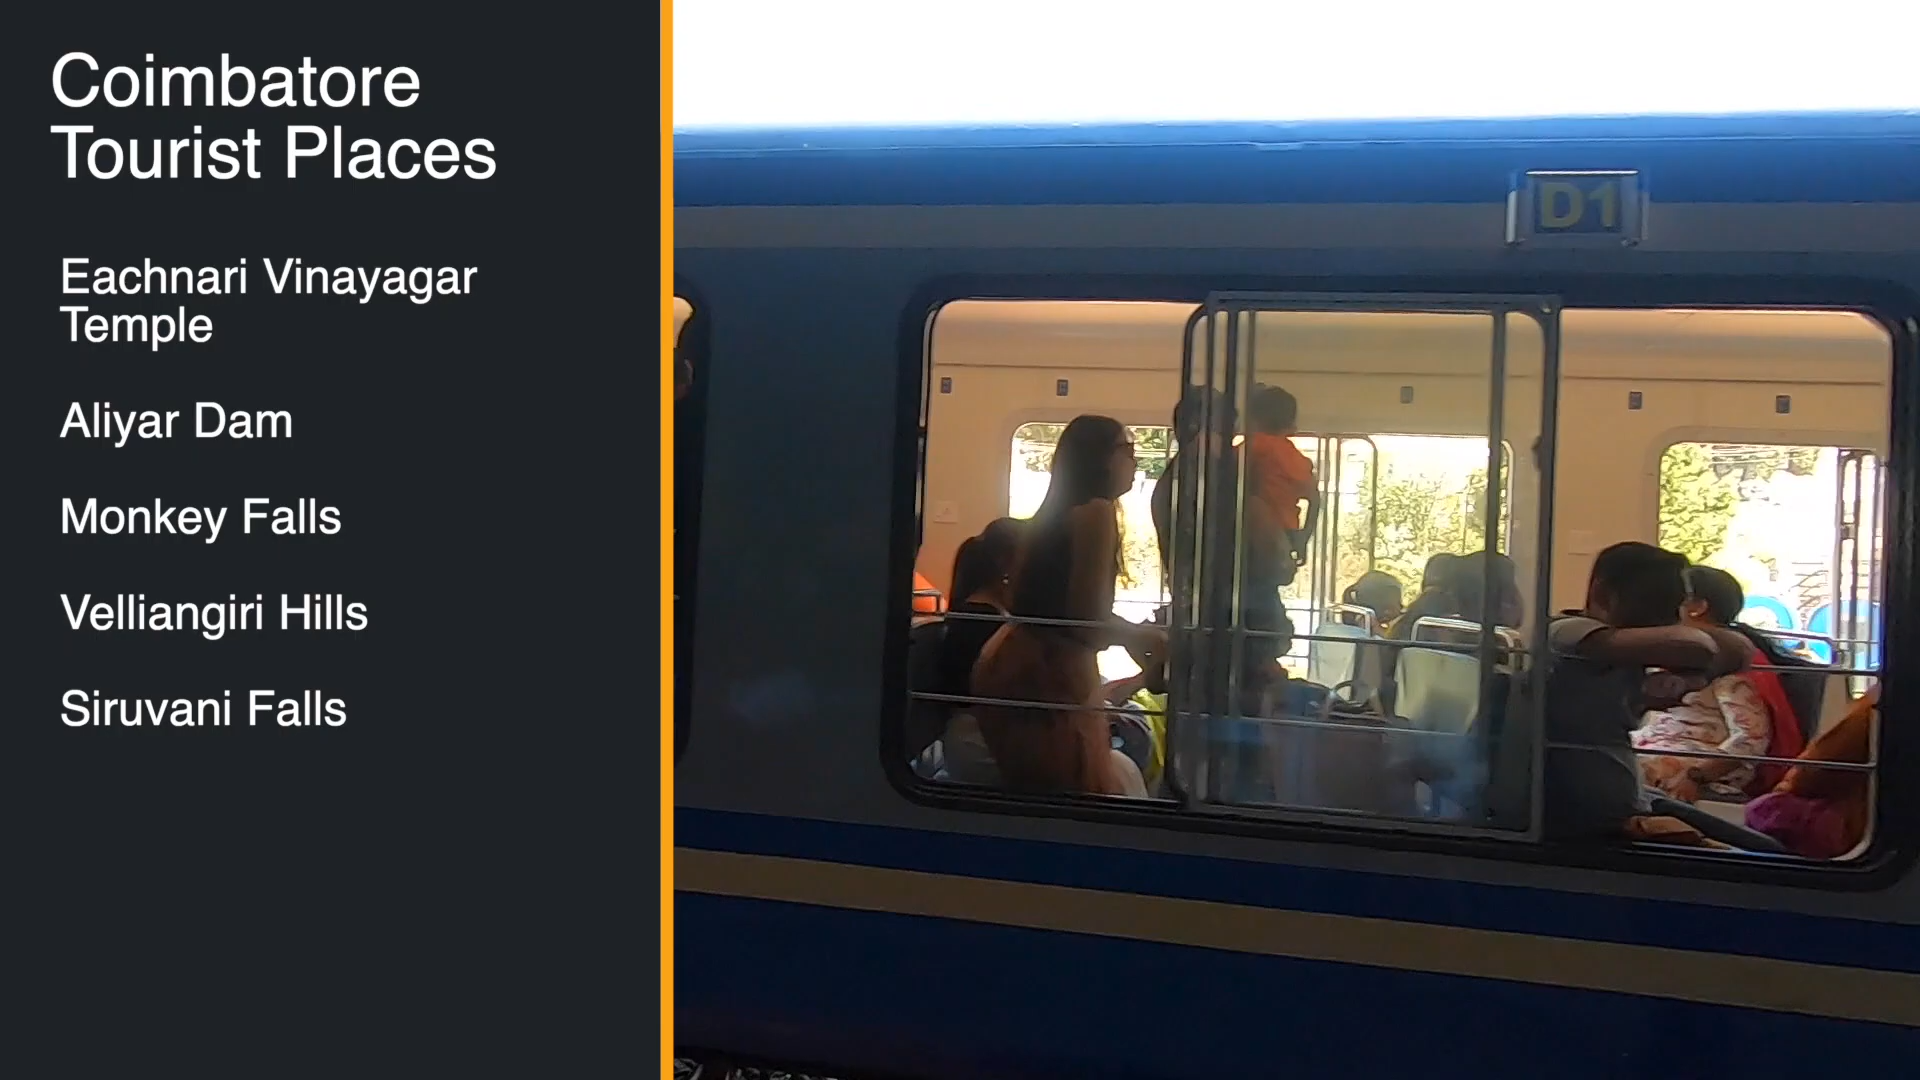 Coimbatore
Tourist Places
Eachnari Vinayagar
Temple
Aliyar Dam
Monkey Falls
Velliangiri Hills
Siruvani Falls
D1